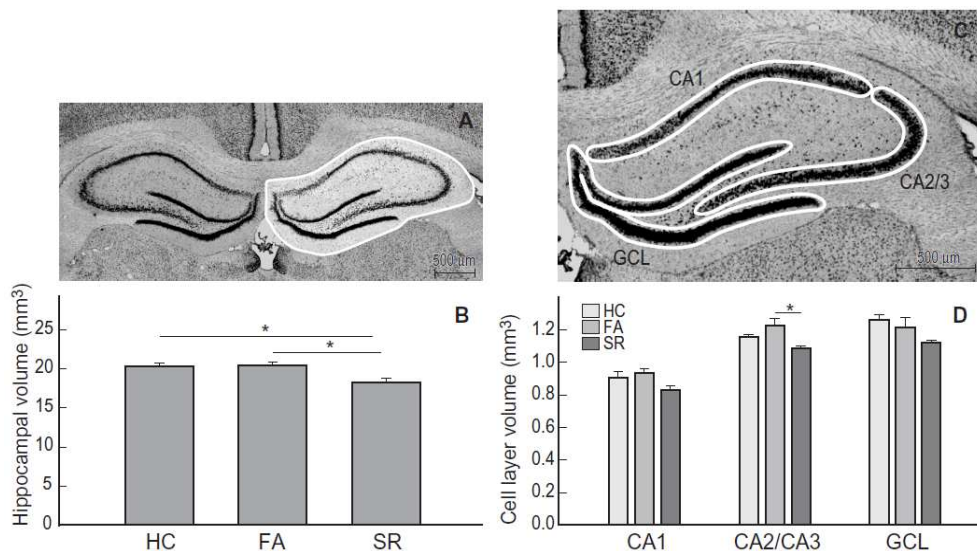 A
500 µm
Hippocampal volume (mm³)
B
25
20
15
10
5
0
*
*
HC
FA
SR
C
CA1
CA2/3
GCL
500 µm
Cell layer volume (mm³)
D
HC
FA
SR
*
1.2
1.0
0.8
0.6
0.4
0.2
0.0
CA1
CA2/CA3
GCL